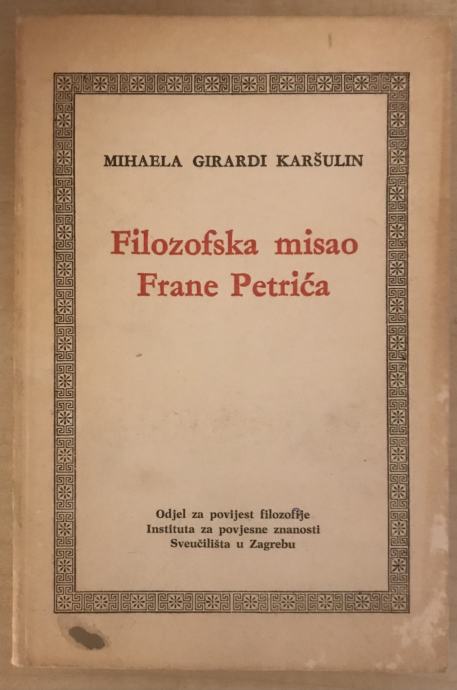 MIHAELA GIRARDI KARŠULIN
Filozofska misao
Frane Petrića
Odjel za povijest filozofije
Instituta za povjesne znanosti
Sveučilišta u Zagrebu